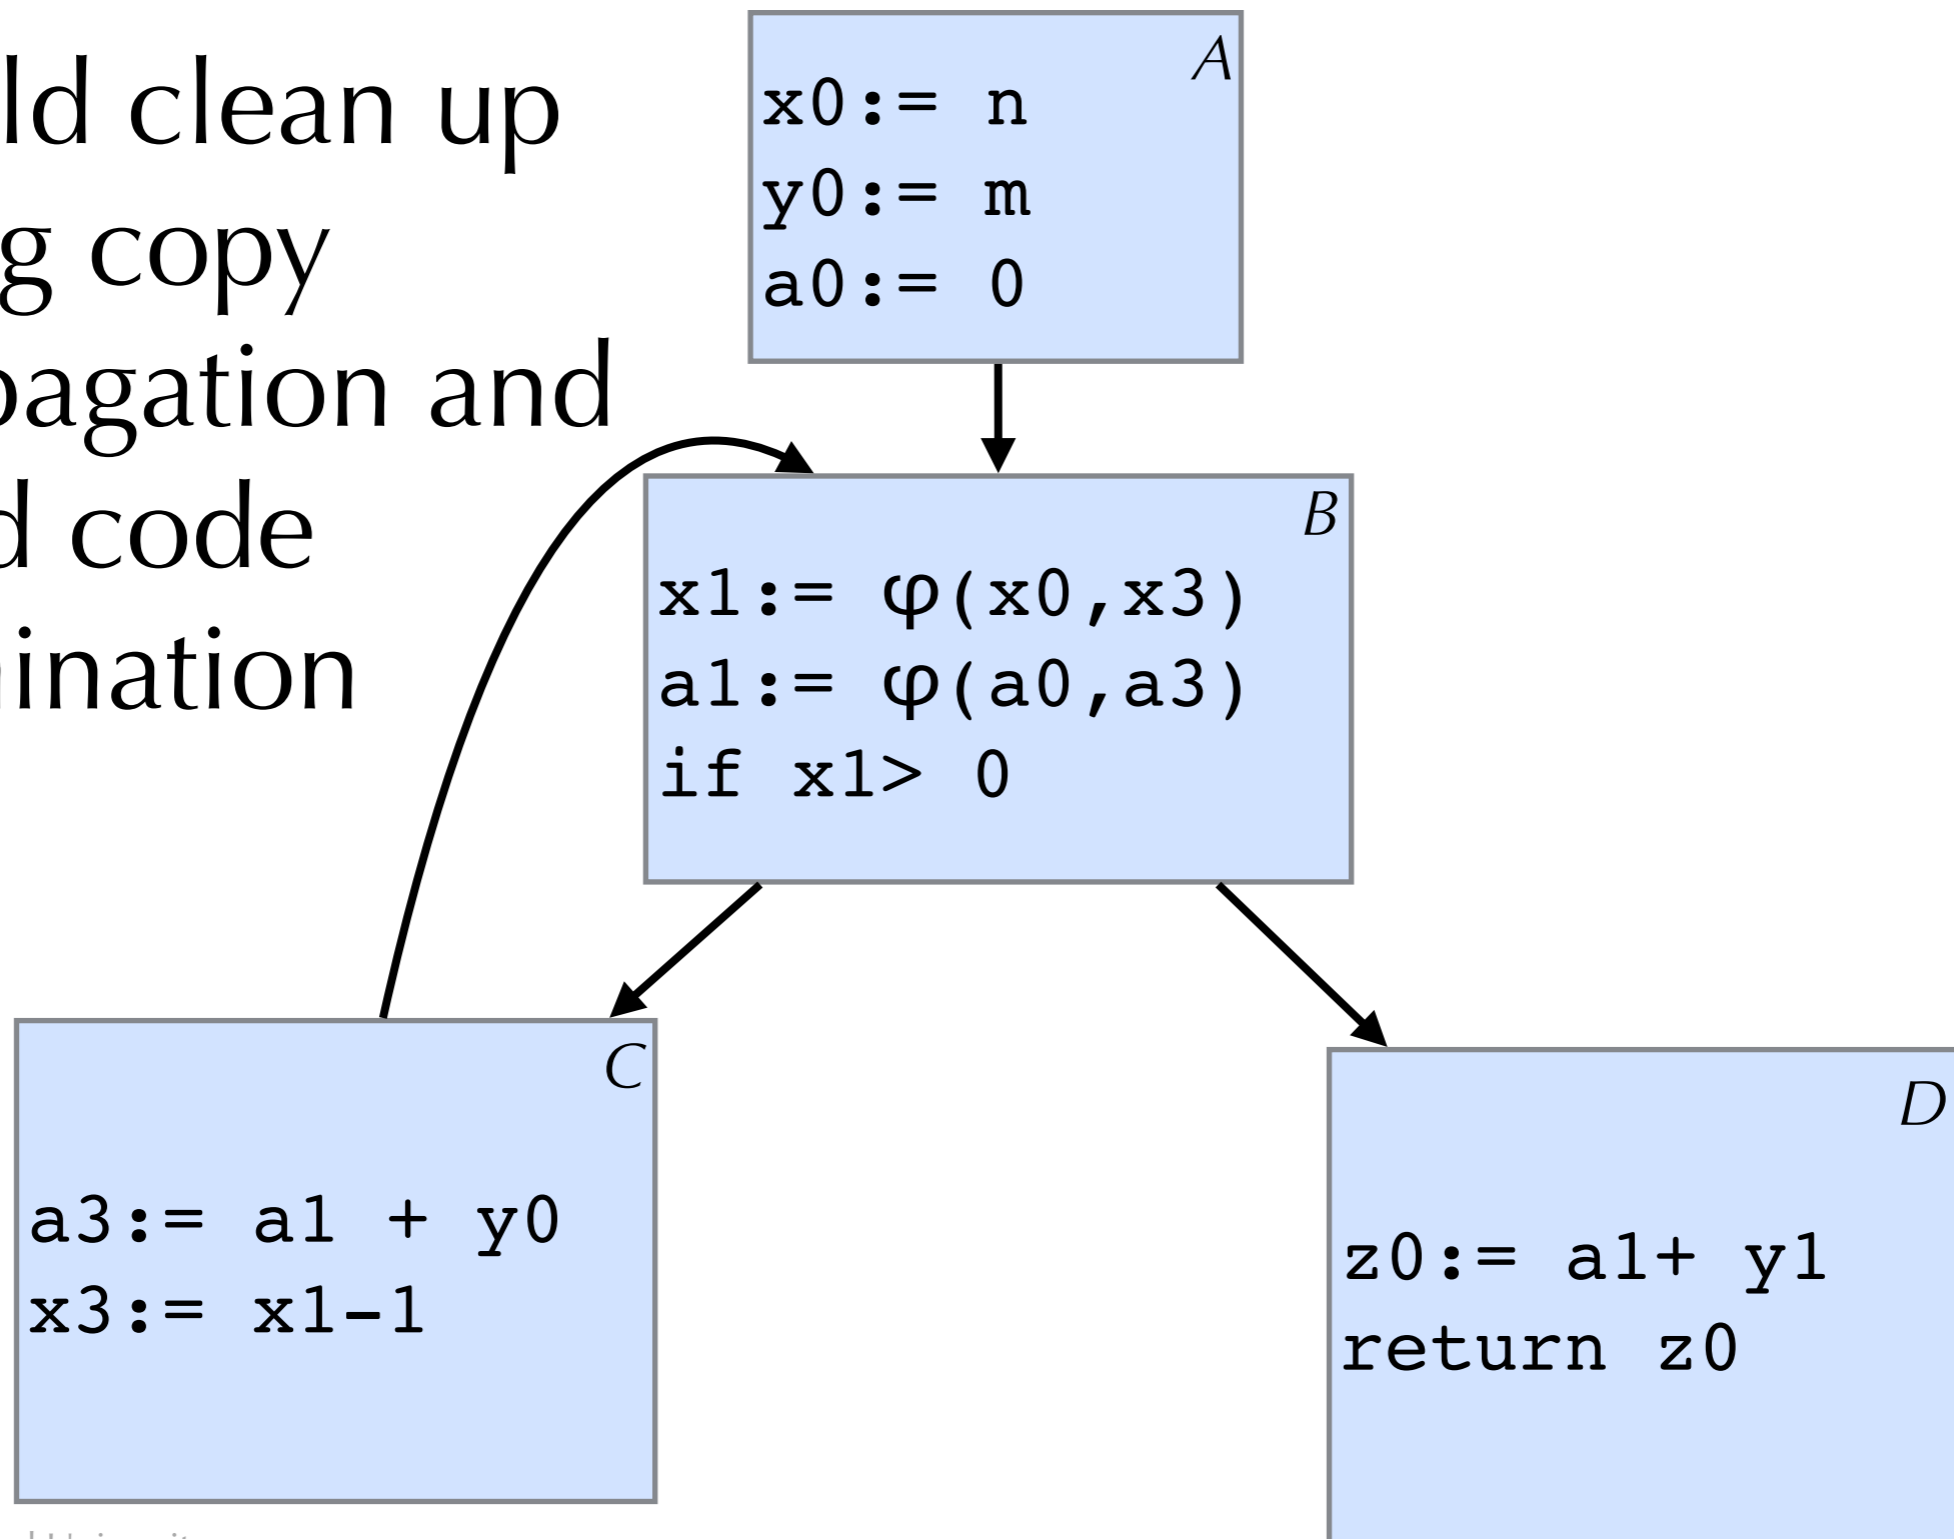 ld clean up
g copy
pagation and
d code
ination
A
x0:= n
y0:= m
a0:= 0
B
x1:= φ(x0,x3)
a1:= φ(a0,a3)
if x1> 0
C
a3:= a1 + y0
x3:= x1-1
D
z0:= a1+ y1
return z0